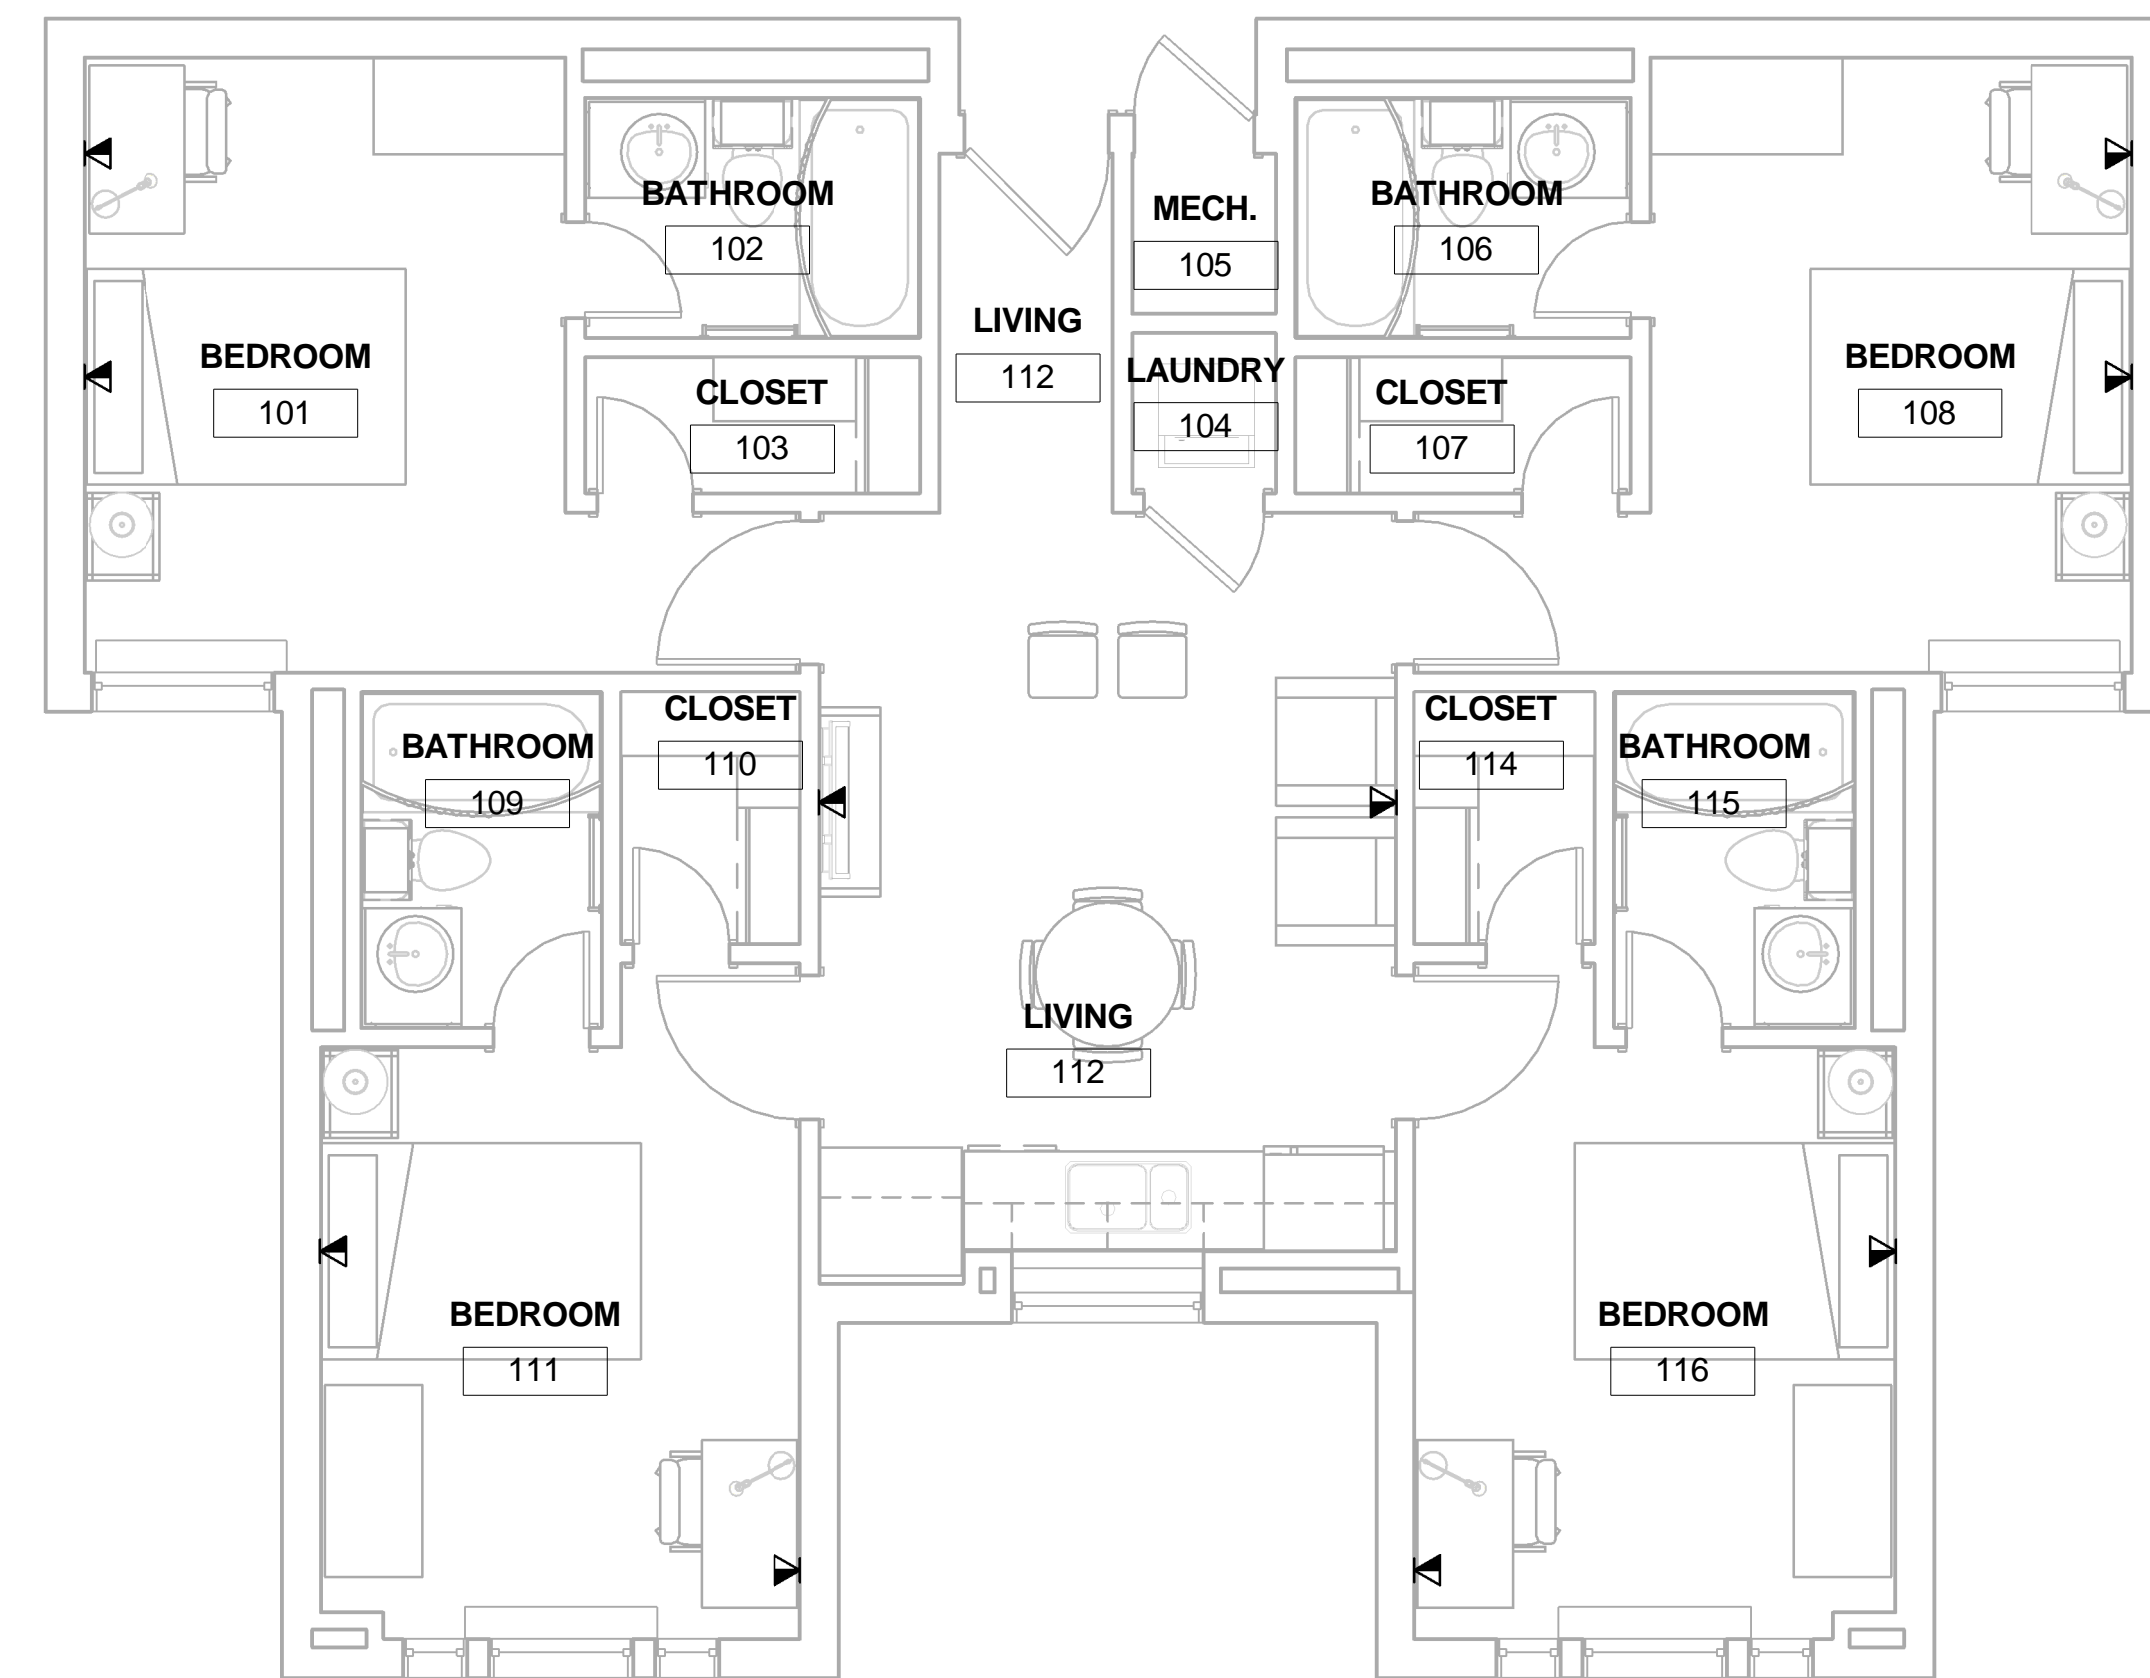 BATHROOM
102
MECH.
105
BATHROOM
106
LIVING
112
BEDROOM
101
CLOSET
103
LAUNDRY
104
CLOSET
107
BEDROOM
108
BATHROOM
109
CLOSET
110
CLOSET
114
BATHROOM
115
LIVING
112
BEDROOM
111
BEDROOM
116